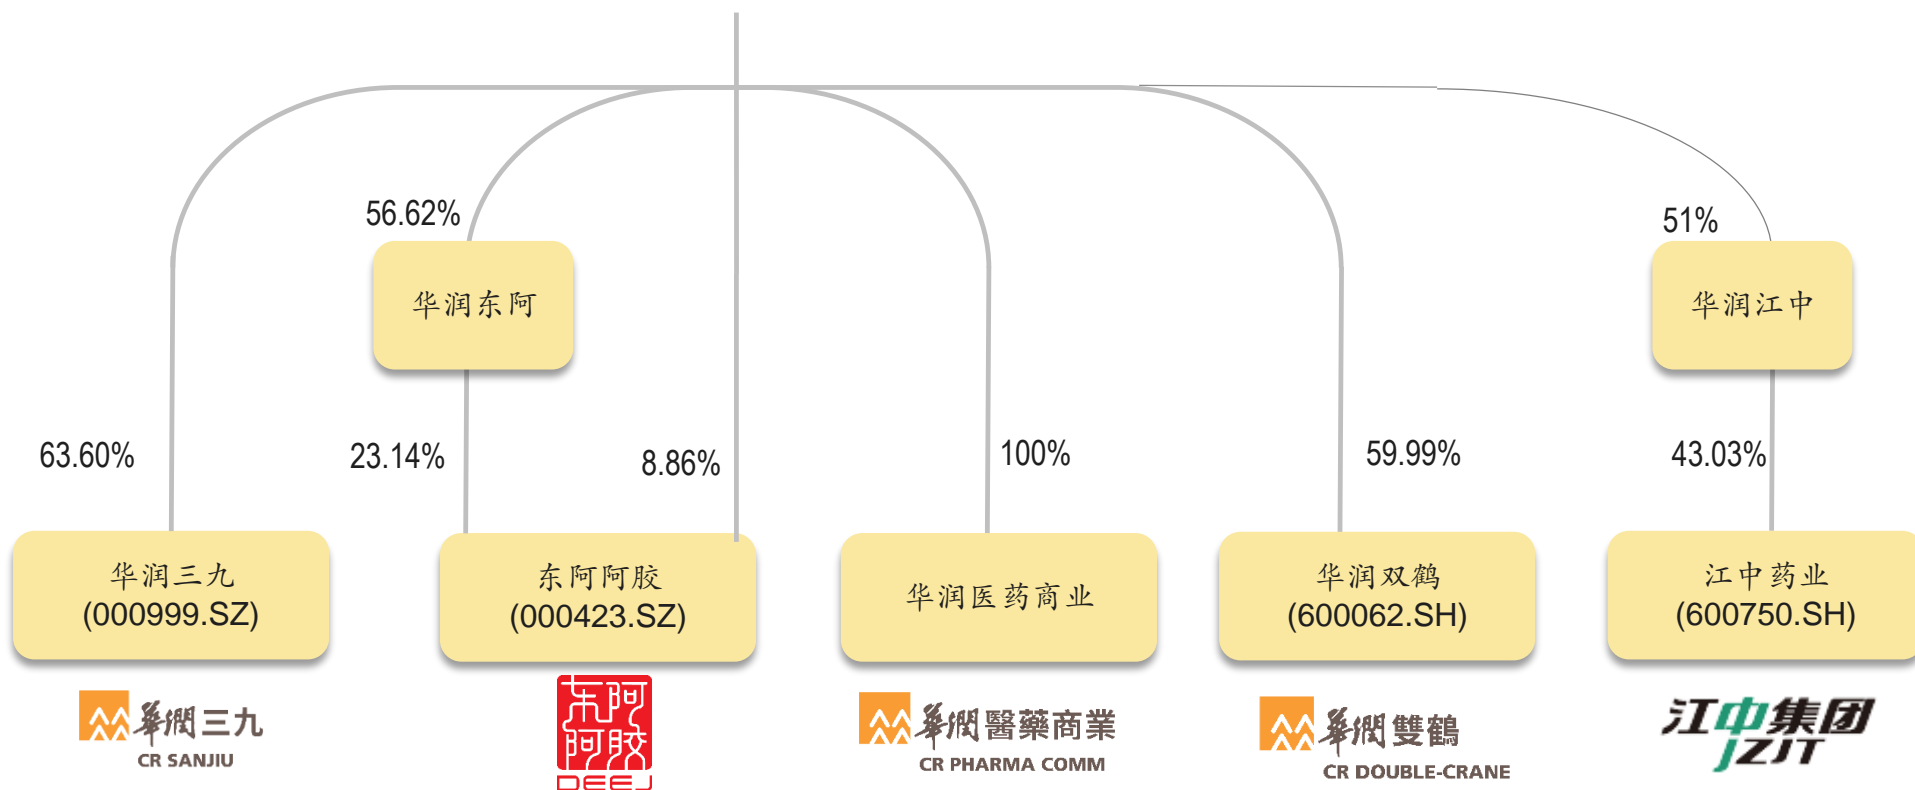 56.62%
51%
华润东阿
华润江中
63.60%
23.14%
8.86%
100%
59.99%
43.03%
华润三九
(000999.SZ)
东阿阿胶
(000423.SZ)
华润医药商业
华润双鹤
(600062.SH)
江中药业
(600750.SH)
華潤三九
CR SANJIU
东阿
阿胶
DEEJ
華潤醫藥商業
CR PHARMA COMM
華潤雙鶴
CR DOUBLE-CRANE
江中集团
JZJT